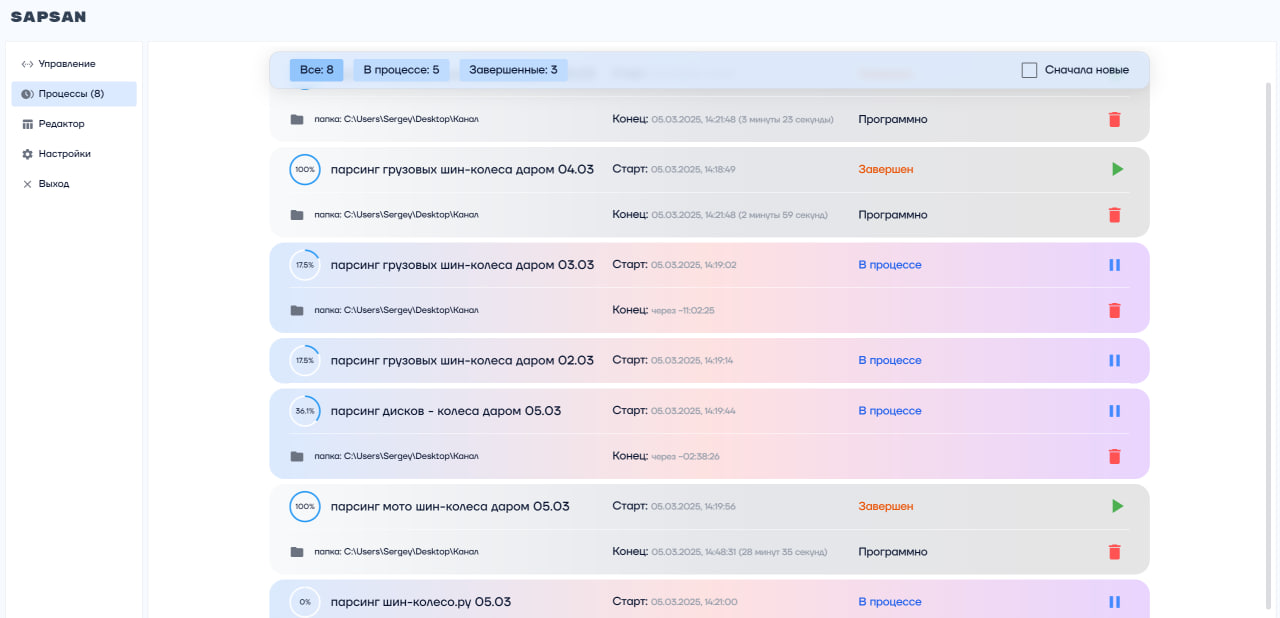 SAPSAN
Управление
Процессы (8)
Редактор
Настройки
Выход
Все: 8 В процессе: 5 Завершенные: 3 Сначала новые
папка: C:\Users\Sergey\Desktop\Канал Конец: 05.03.2025, 14:21:48 (3 минуты 23 секунды) Программно
100% парсинг грузовых шин-колеса даром 04.03 Старт: 05.03.2025, 14:18:49 Завершен
папка: C:\Users\Sergey\Desktop\Канал Конец: 05.03.2025, 14:21:48 (2 минуты 59 секунд) Программно
17.5% парсинг грузовых шин-колеса даром 03.03 Старт: 05.03.2025, 14:19:02 В процессе
папка: C:\Users\Sergey\Desktop\Канал Конец: через ~11:02:25
17.5% парсинг грузовых шин-колеса даром 02.03 Старт: 05.03.2025, 14:19:14 В процессе
36.1% парсинг дисков - колеса даром 05.03 Старт: 05.03.2025, 14:19:44 В процессе
папка: C:\Users\Sergey\Desktop\Канал Конец: через ~02:38:26
100% парсинг мото шин-колеса даром 05.03 Старт: 05.03.2025, 14:19:56 Завершен
папка: C:\Users\Sergey\Desktop\Канал Конец: 05.03.2025, 14:48:31 (28 минут 35 секунд) Программно
0% парсинг шин-колесо.ру 05.03 Старт: 05.03.2025, 14:21:00 В процессе